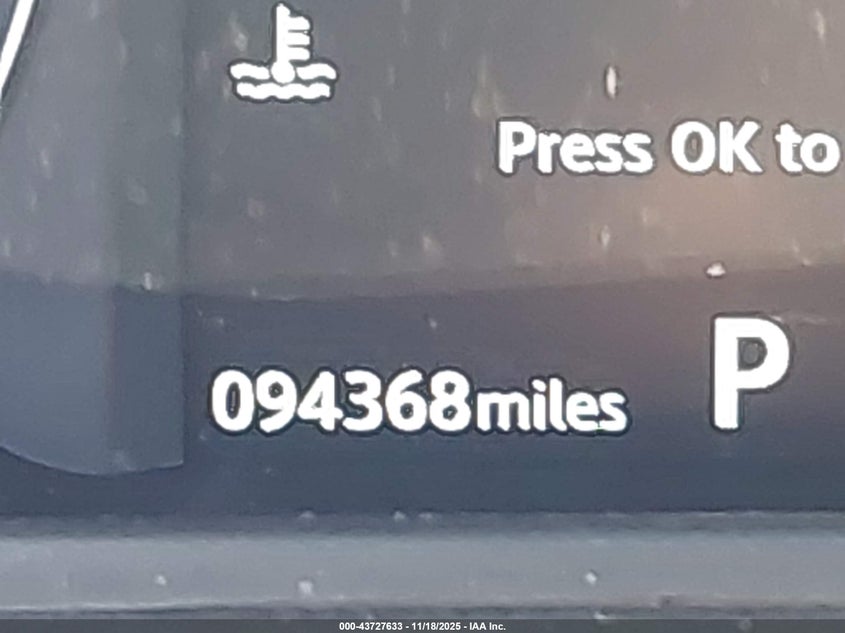 Press OK to
094368miles
P
000-43727633 - 11/18/2025 - IAA Inc.